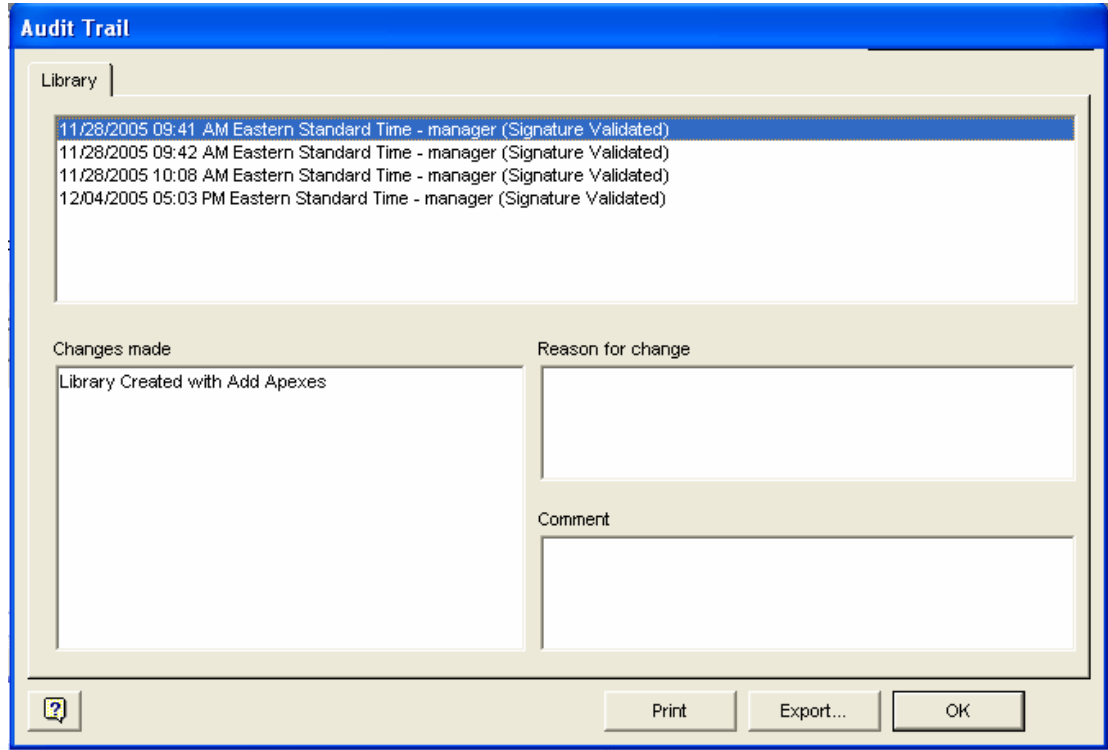 Audit Trail
Library
11/28/2005 09:41 AM Eastern Standard Time - manager (Signature Validated)
11/28/2005 09:42 AM Eastern Standard Time - manager (Signature Validated)
11/28/2005 10:08 AM Eastern Standard Time - manager (Signature Validated)
12/04/2005 05:03 PM Eastern Standard Time - manager (Signature Validated)
Changes made
Reason for change
Library Created with Add Apexes
Comment
?
Print
Export...
OK